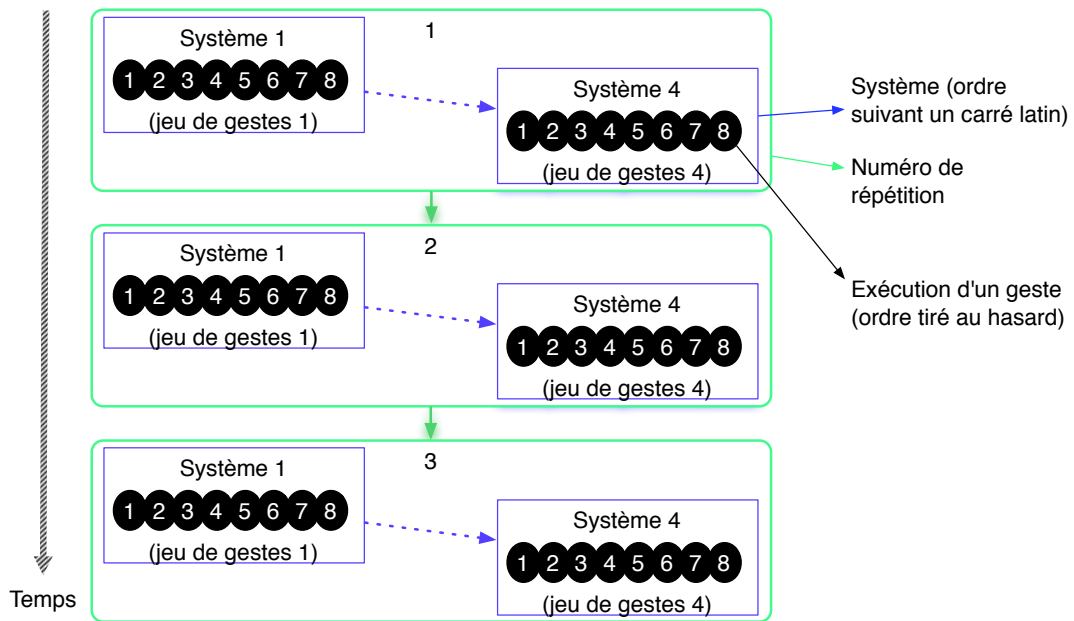 1
Système 1
1 2 3 4 5 6 7 8
(jeu de gestes 1)
Système 4
1 2 3 4 5 6 7 8
(jeu de gestes 4)
Système (ordre
suivant un carré latin)
Numéro de
répétition
Exécution d'un geste
(ordre tiré au hasard)
2
Système 1
1 2 3 4 5 6 7 8
(jeu de gestes 1)
Système 4
1 2 3 4 5 6 7 8
(jeu de gestes 4)
3
Système 1
1 2 3 4 5 6 7 8
(jeu de gestes 1)
Système 4
1 2 3 4 5 6 7 8
(jeu de gestes 4)
Temps